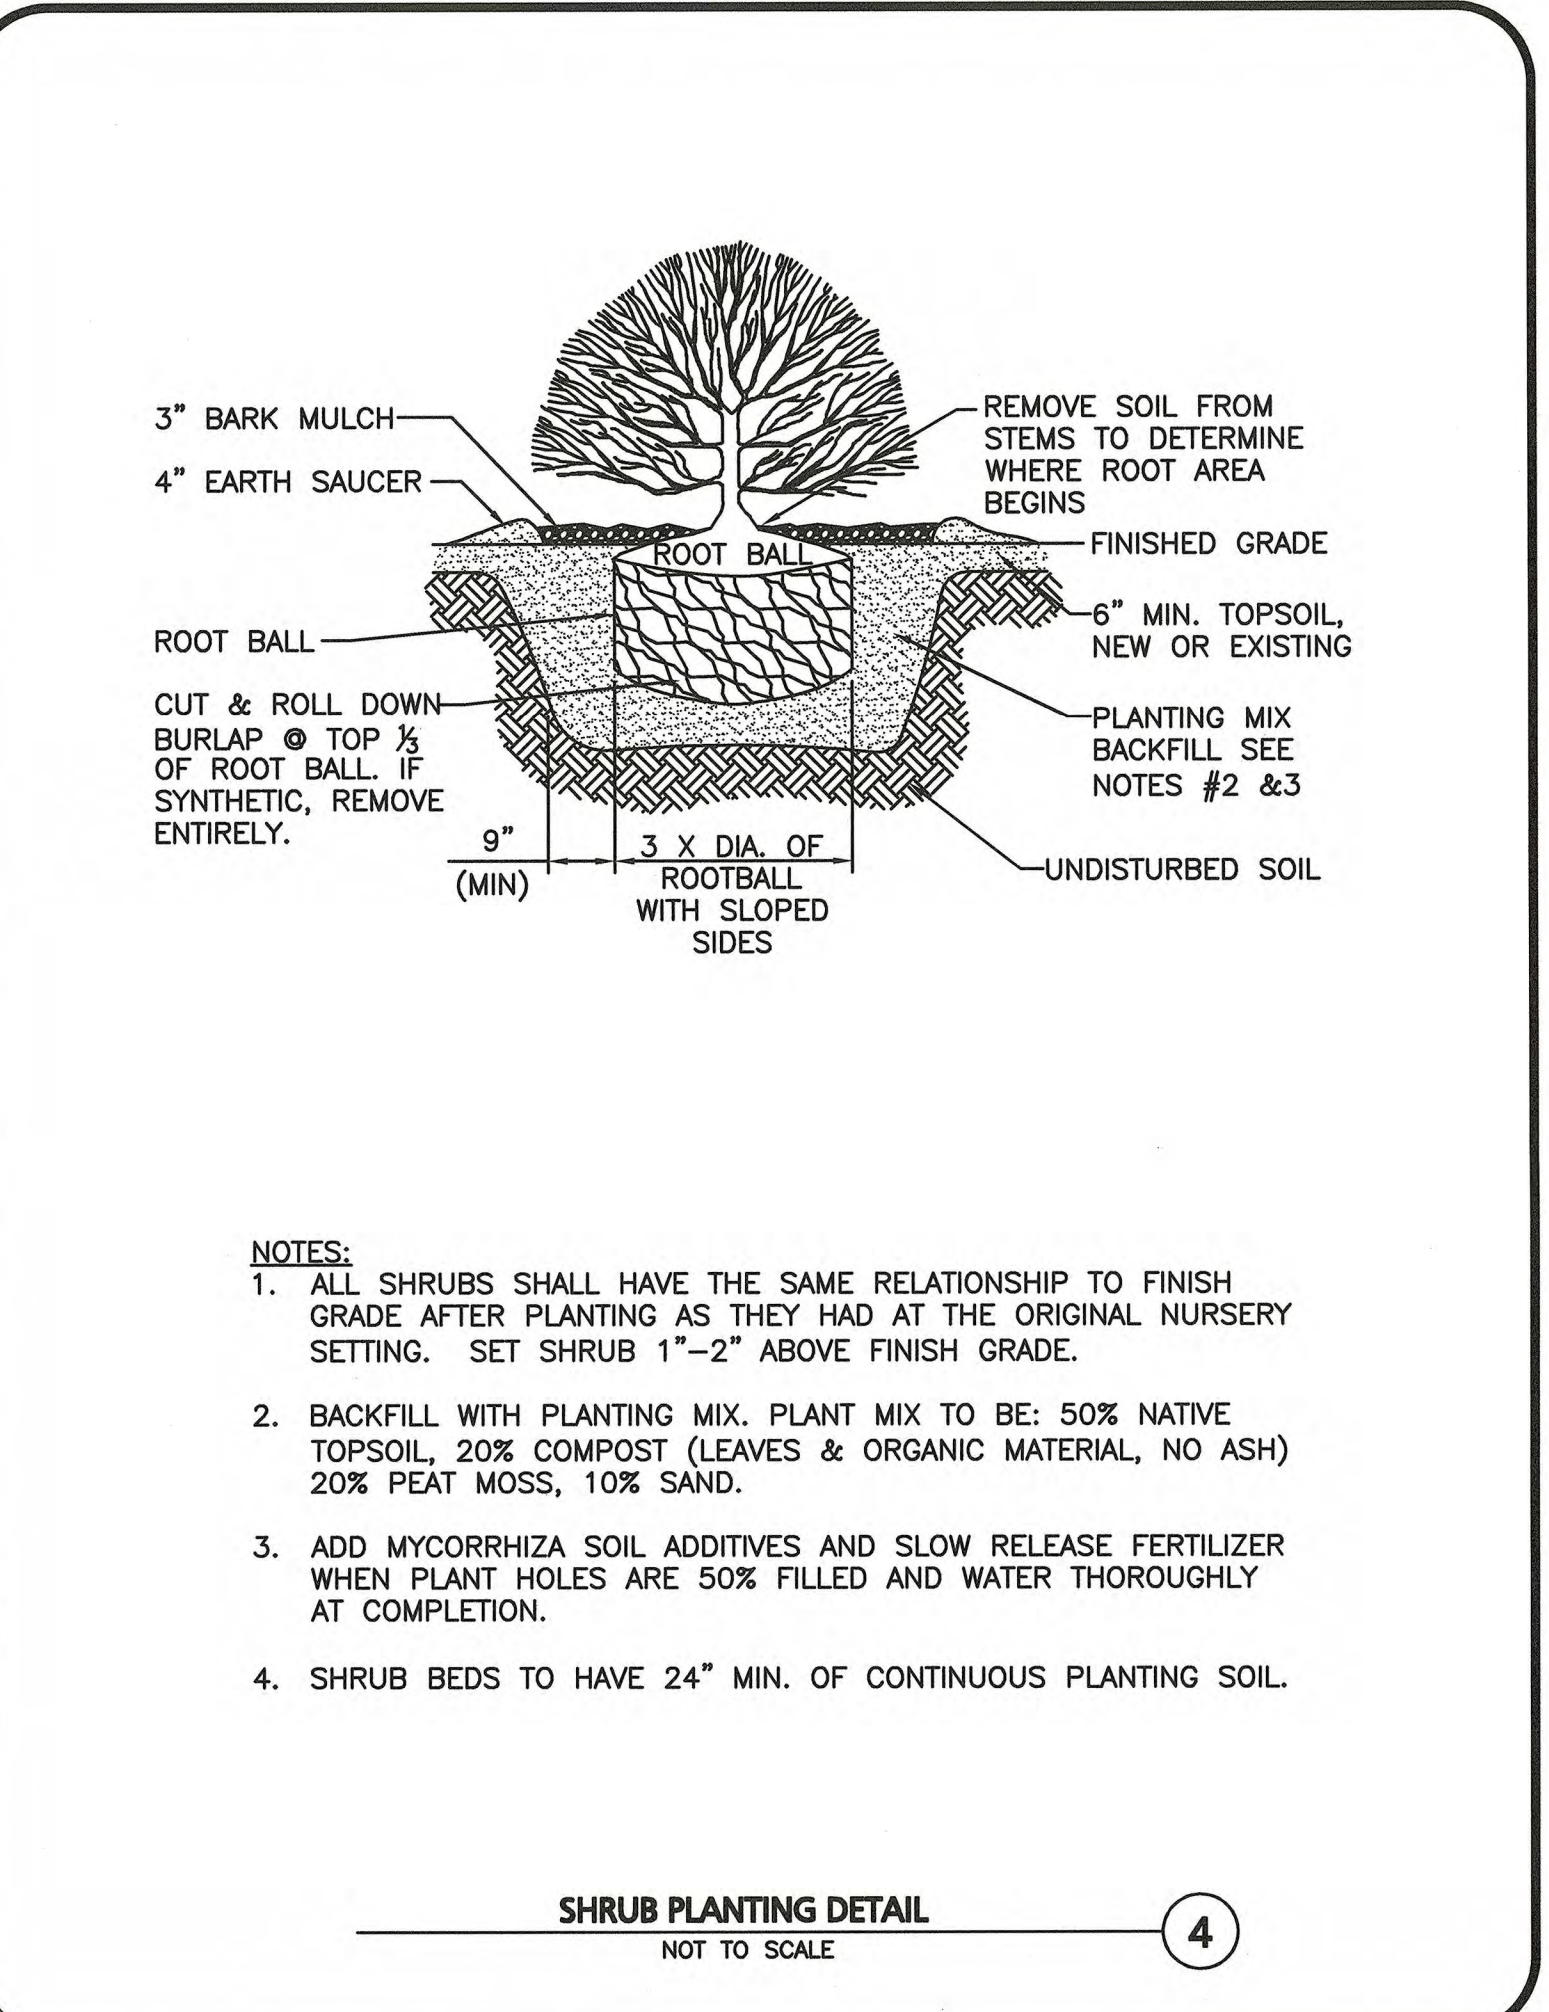 3" BARK MULCH
4" EARTH SAUCER
REMOVE SOIL FROM
STEMS TO DETERMINE
WHERE ROOT AREA
BEGINS
FINISHED GRADE
ROOT BALL
6" MIN. TOPSOIL,
NEW OR EXISTING
ROOT BALL
CUT & ROLL DOWN
BURLAP @ TOP ⅓
OF ROOT BALL. IF
SYNTHETIC, REMOVE
ENTIRELY.
PLANTING MIX
BACKFILL SEE
NOTES #2 &3
9"
(MIN)
3 X DIA. OF
ROOTBALL
WITH SLOPED
SIDES
UNDISTURBED SOIL
NOTES:
1. ALL SHRUBS SHALL HAVE THE SAME RELATIONSHIP TO FINISH
GRADE AFTER PLANTING AS THEY HAD AT THE ORIGINAL NURSERY
SETTING. SET SHRUB 1"-2" ABOVE FINISH GRADE.
2. BACKFILL WITH PLANTING MIX. PLANT MIX TO BE: 50% NATIVE
TOPSOIL, 20% COMPOST (LEAVES & ORGANIC MATERIAL, NO ASH)
20% PEAT MOSS, 10% SAND.
3. ADD MYCORRHIZA SOIL ADDITIVES AND SLOW RELEASE FERTILIZER
WHEN PLANT HOLES ARE 50% FILLED AND WATER THOROUGHLY
AT COMPLETION.
4. SHRUB BEDS TO HAVE 24" MIN. OF CONTINUOUS PLANTING SOIL.
SHRUB PLANTING DETAIL
NOT TO SCALE
4